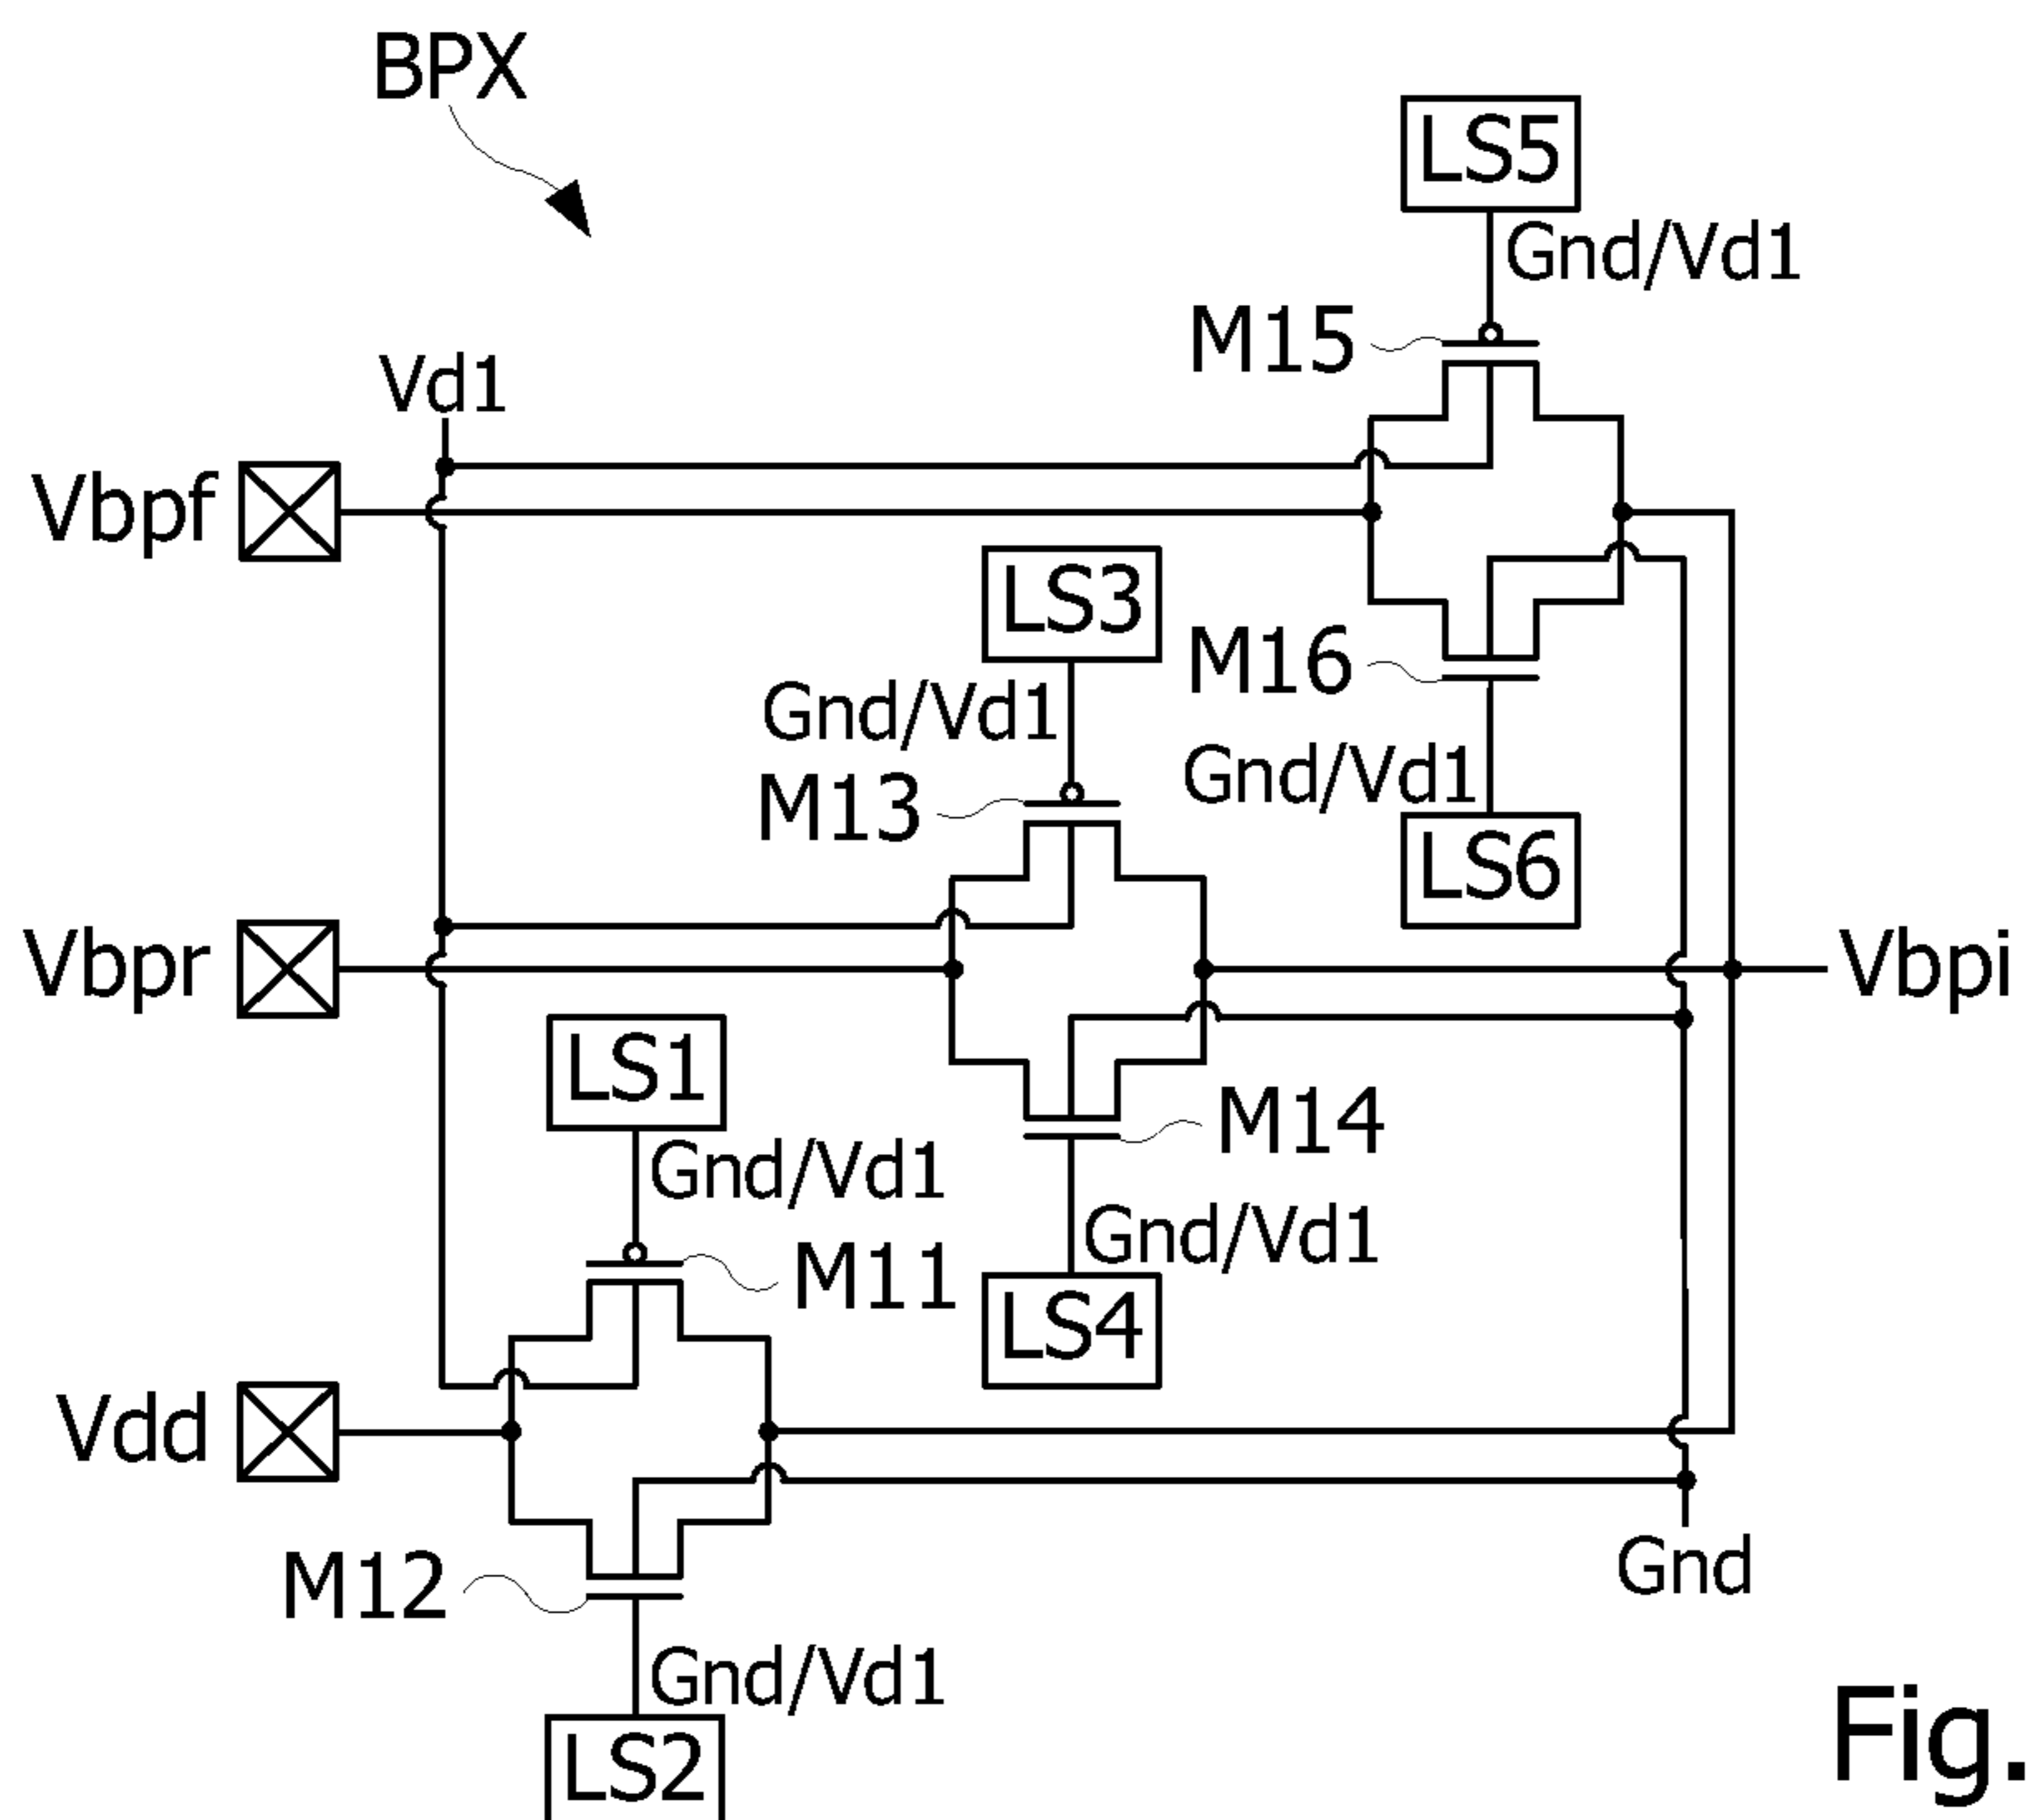 BPX
LS5
Gnd/Vd1
M15
Vd1
Vbpf
LS3
M16
Gnd/Vd1
Gnd/Vd1
M13
LS6
Vbpr
Vbpi
LS1
M14
Gnd/Vd1
Gnd/Vd1
M11
LS4
Vdd
Gnd
M12
Gnd/Vd1
LS2
Fig.